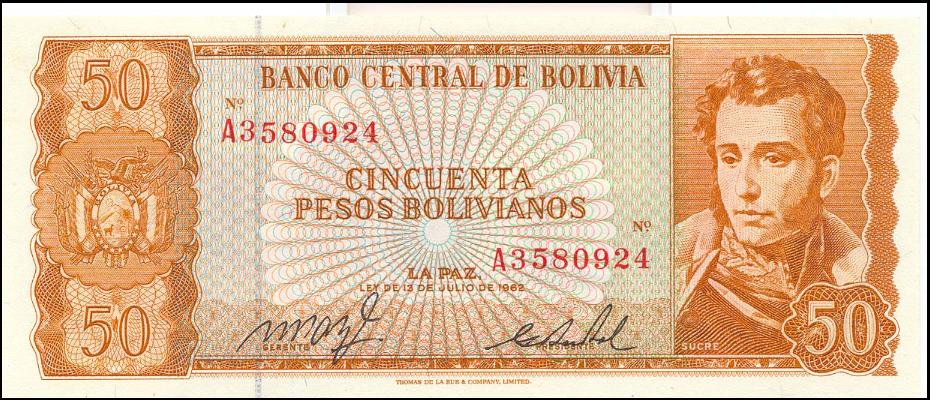 50
50
BANCO CENTRAL DE BOLIVIA
Nº
A3580924
CINCUENTA
PESOS BOLIVIANOS
Nº
A3580924
LA PAZ,
LEY DE 13 DE JULIO DE 1962
GERENTE
PRESIDENTE
SUCRE
50
THOMAS DE LA RUE & COMPANY, LIMITED.